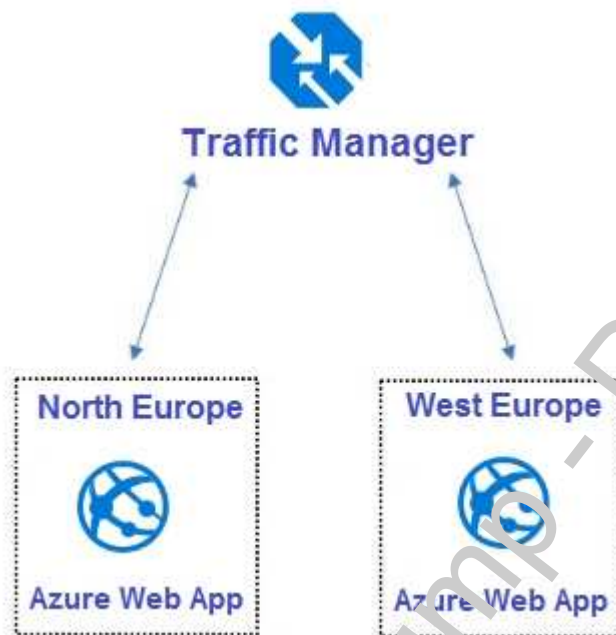 Traffic Manager
North Europe
West Europe
Azure Web App
Azure Web App